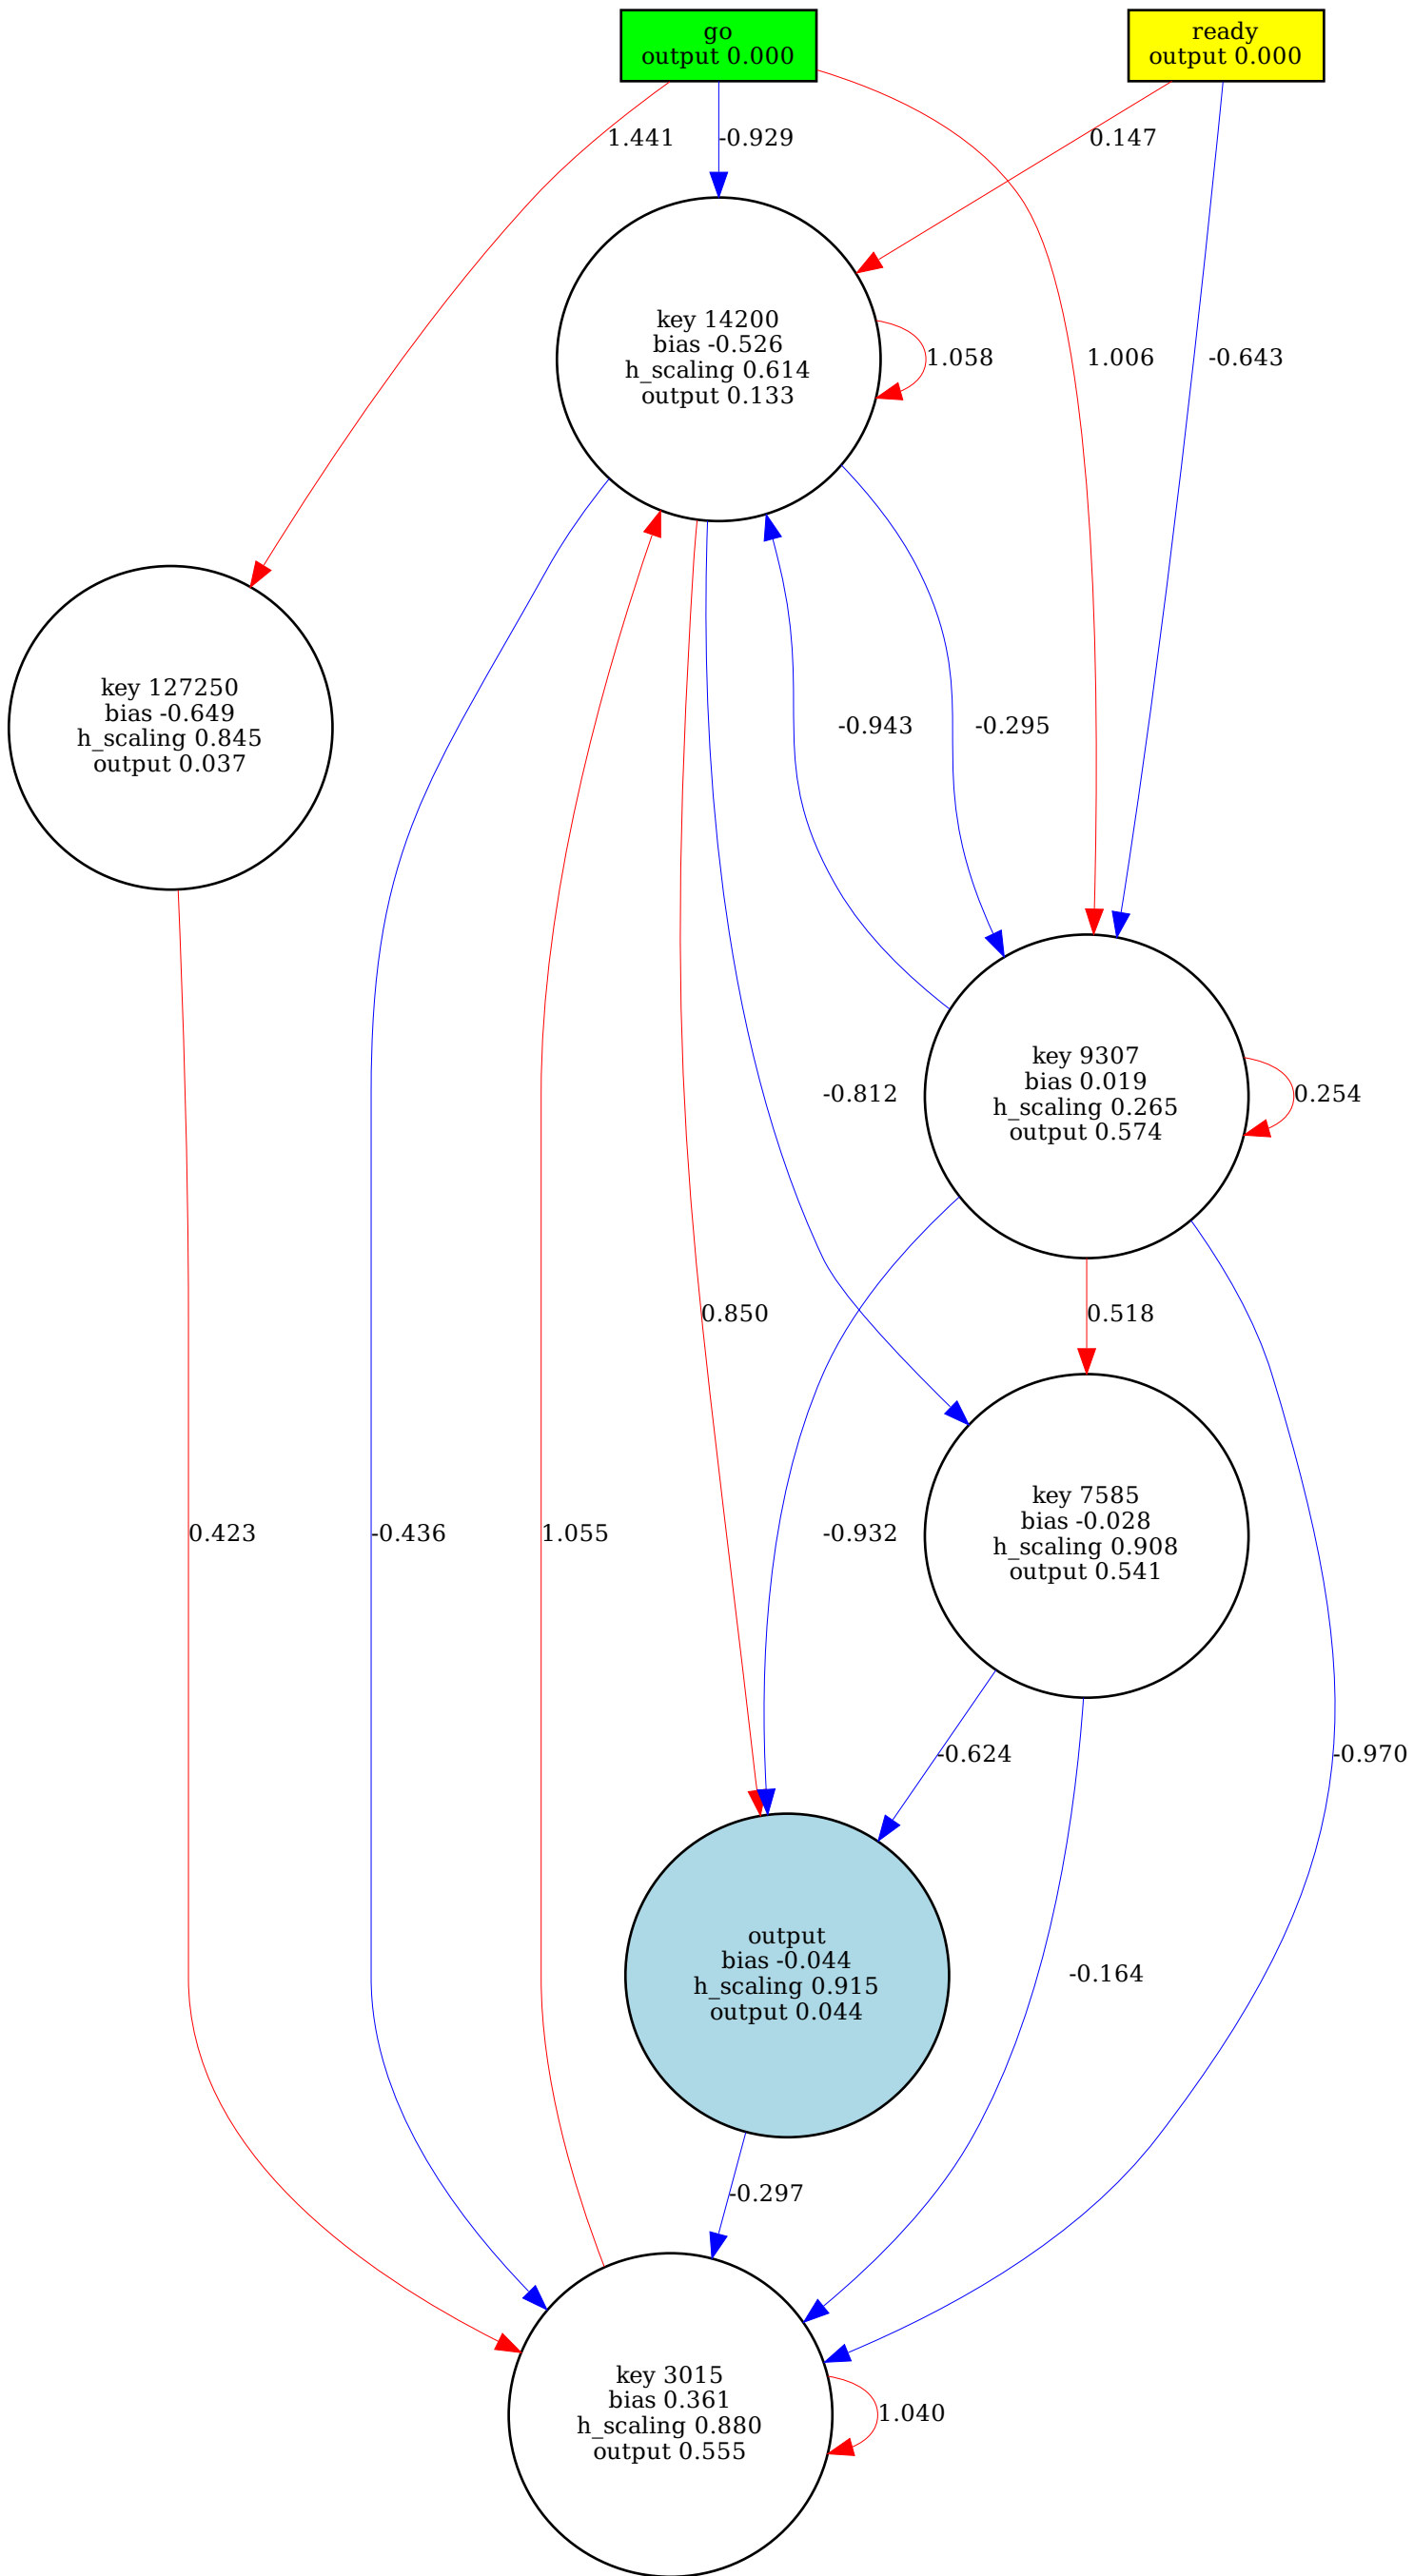 go
output 0.000
ready
output 0.000
1.441
-0.929
0.147
key 14200
bias -0.526
h_scaling 0.614
output 0.133
1.058
1.006
-0.643
key 127250
bias -0.649
h_scaling 0.845
output 0.037
-0.943
-0.295
key 9307
bias 0.019
h_scaling 0.265
output 0.574
-0.812
0.254
0.850
0.518
key 7585
bias -0.028
h_scaling 0.908
output 0.541
0.423
-0.436
1.055
-0.932
-0.624
-0.970
output
bias -0.044
h_scaling 0.915
output 0.044
-0.164
-0.297
key 3015
bias 0.361
h_scaling 0.880
output 0.555
1.040